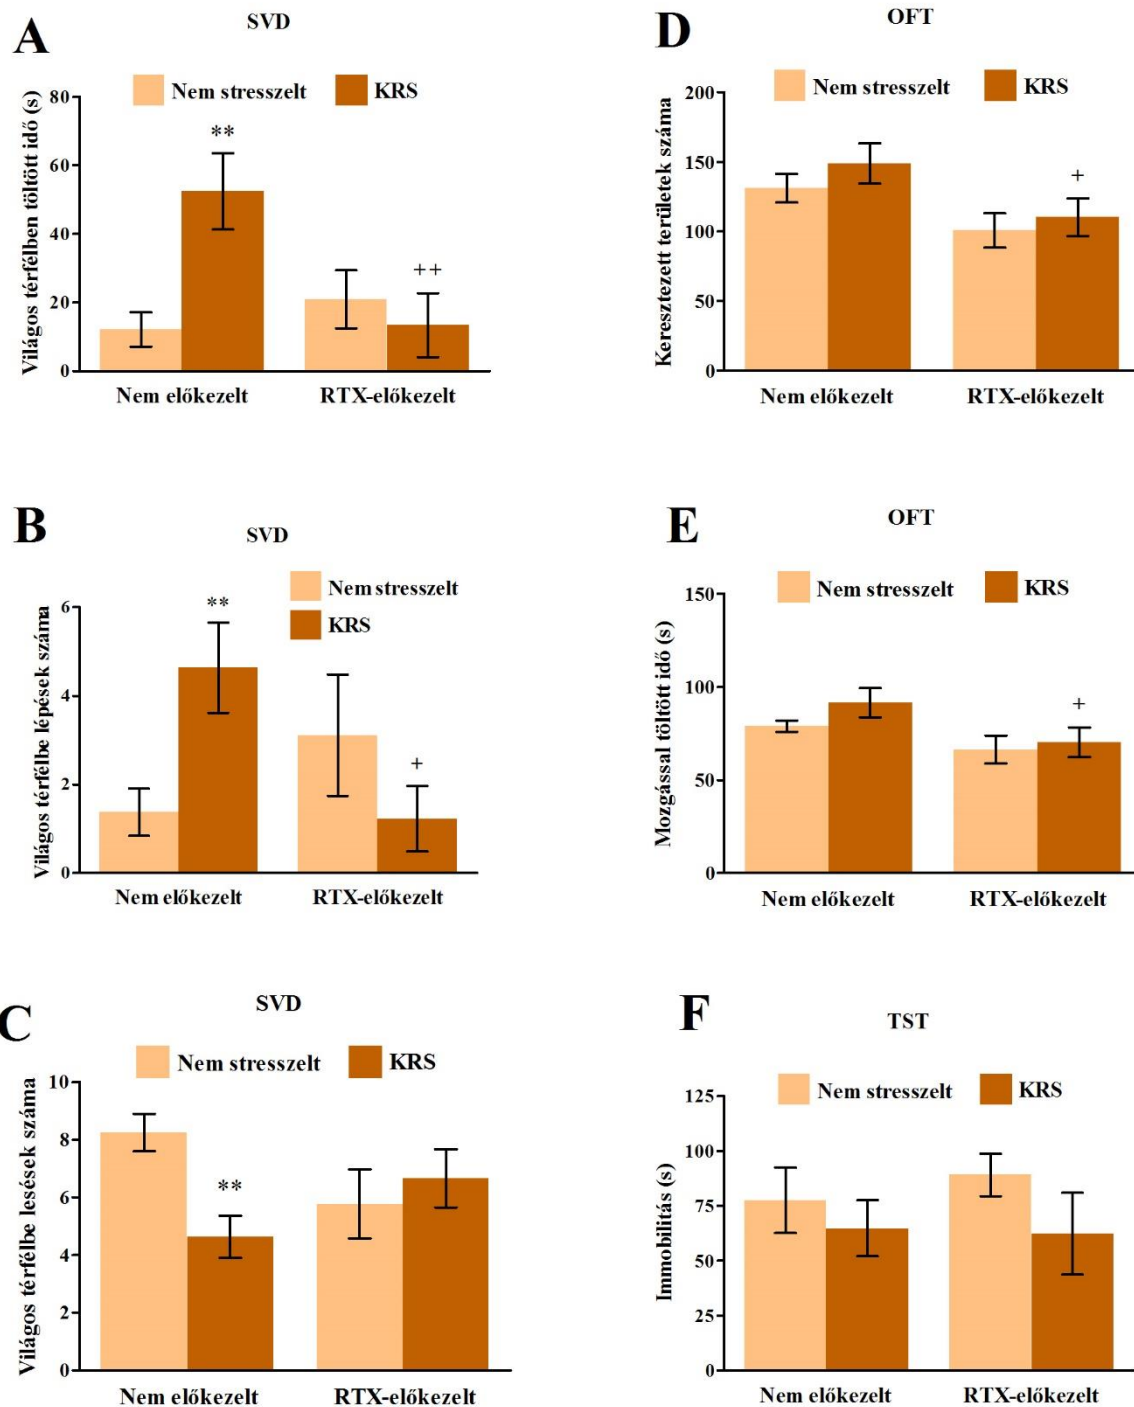 A
SVD
Nem stresszelt
KRS
Világos térfélben töltött idő (s)
80
60
40
20
0
**
++
Nem előkezelt
RTX-előkezelt
D
OFT
Nem stresszelt
KRS
Keresztezett területek száma
200
150
100
50
0
+
Nem előkezelt
RTX-előkezelt
B
SVD
Nem stresszelt
KRS
Világos térfélbe lépések száma
6
4
2
0
**
+
Nem előkezelt
RTX-előkezelt
E
OFT
Nem stresszelt
KRS
Mozgással töltött idő (s)
150
100
50
0
+
Nem előkezelt
RTX-előkezelt
C
SVD
Nem stresszelt
KRS
Világos térfélbe lesések száma
10
8
6
4
2
0
**
Nem előkezelt
RTX-előkezelt
F
TST
Nem stresszelt
KRS
Immobilitás (s)
125
100
75
50
25
0
Nem előkezelt
RTX-előkezelt